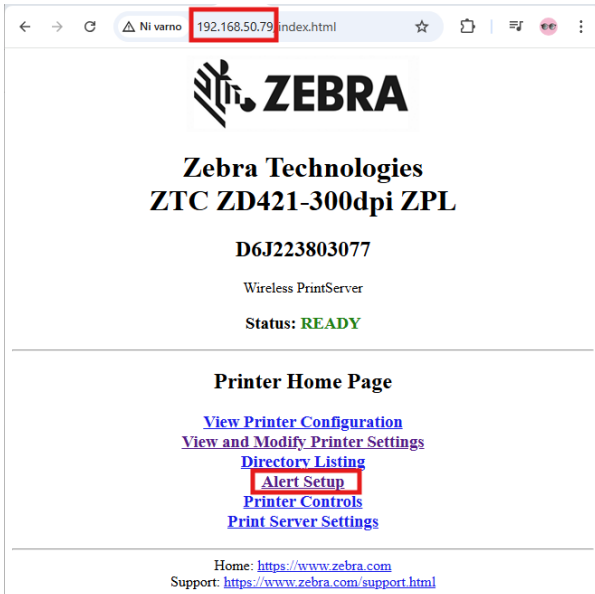 Ni varno 192.168.50.79/index.html
ZEBRA
Zebra Technologies
ZTC ZD421-300dpi ZPL
D6J223803077
Wireless PrintServer
Status: READY
Printer Home Page
View Printer Configuration
View and Modify Printer Settings
Directory Listing
Alert Setup
Printer Controls
Print Server Settings
Home: https://www.zebra.com
Support: https://www.zebra.com/support.html